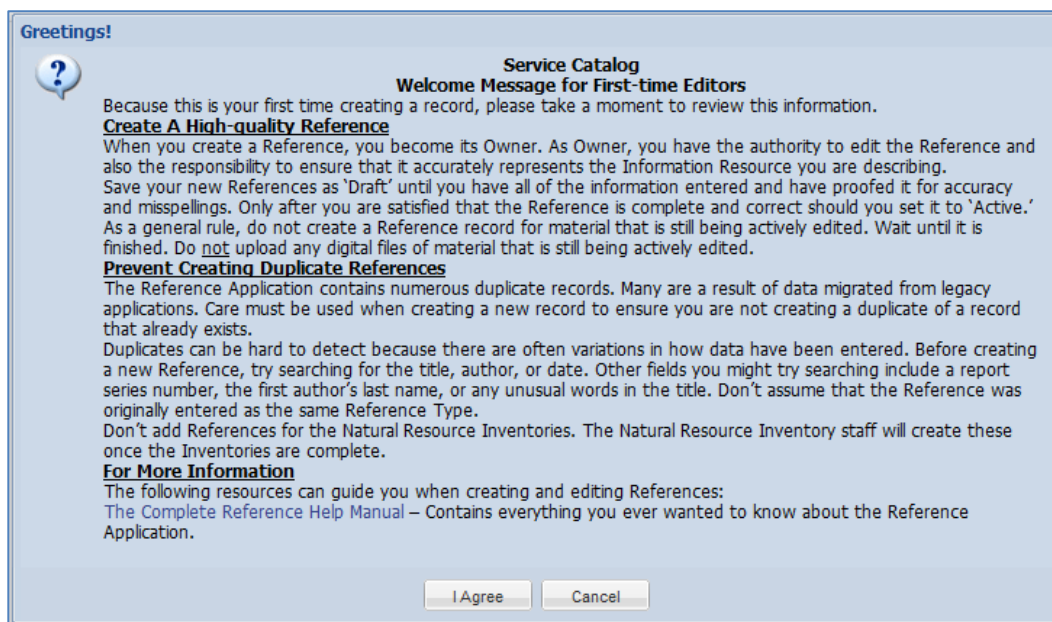 Greetings!
?
Service Catalog
Welcome Message for First-time Editors
Because this is your first time creating a record, please take a moment to review this information.
Create A High-quality Reference
When you create a Reference, you become its Owner. As Owner, you have the authority to edit the Reference and
also the responsibility to ensure that it accurately represents the Information Resource you are describing.
Save your new References as ‘Draft’ until you have all of the information entered and have proofed it for accuracy
and misspellings. Only after you are satisfied that the Reference is complete and correct should you set it to ‘Active.’
As a general rule, do not create a Reference record for material that is still being actively edited. Wait until it is
finished. Do not upload any digital files of material that is still being actively edited.
Prevent Creating Duplicate References
The Reference Application contains numerous duplicate records. Many are a result of data migrated from legacy
applications. Care must be used when creating a new record to ensure you are not creating a duplicate of a record
that already exists.
Duplicates can be hard to detect because there are often variations in how data have been entered. Before creating
a new Reference, try searching for the title, author, or date. Other fields you might try searching include a report
series number, the first author’s last name, or any unusual words in the title. Don’t assume that the Reference was
originally entered as the same Reference Type.
Don’t add References for the Natural Resource Inventories. The Natural Resource Inventory staff will create these
once the Inventories are complete.
For More Information
The following resources can guide you when creating and editing References:
The Complete Reference Help Manual – Contains everything you ever wanted to know about the Reference
Application.
I Agree Cancel